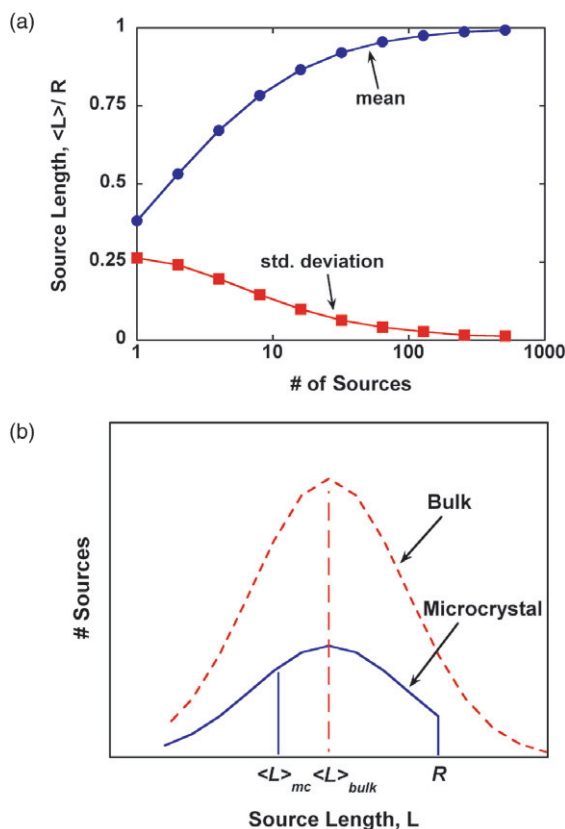 (a)
1
0.75
0.5
0.25
0
Source Length, <L>/ R
mean
std. deviation
1
10
100
1000
# of Sources
(b)
# Sources
Bulk
Microcrystal
<L>mc <L>bulk R
Source Length, L